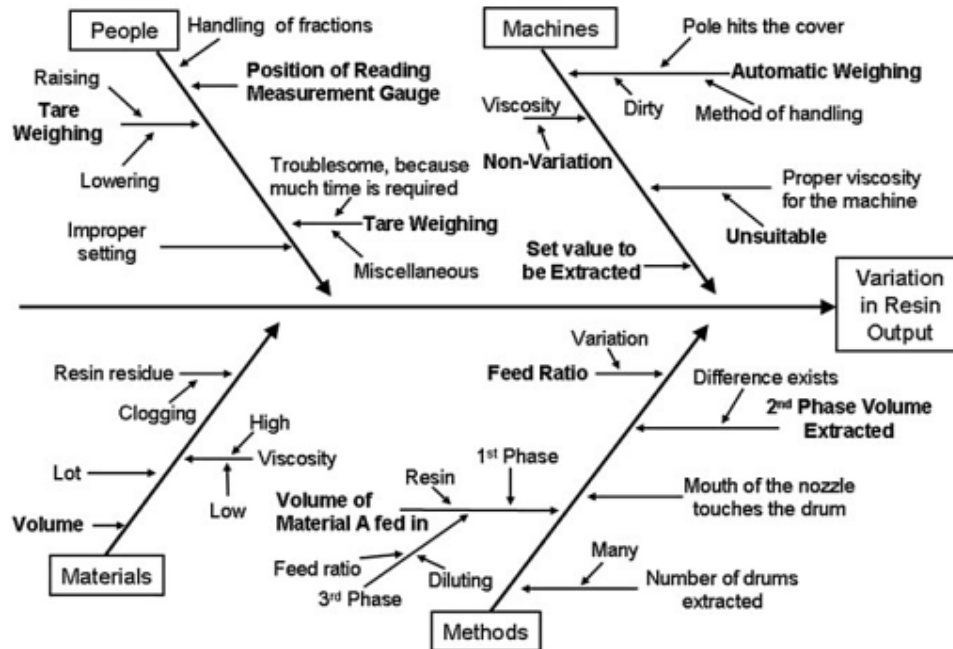 People
Handling of fractions
Position of Reading
Measurement Gauge
Raising
Tare
Weighing
Lowering
Troublesome, because
much time is required
Tare Weighing
Miscellaneous
Improper
setting
Machines
Pole hits the cover
Automatic Weighing
Dirty
Method of handling
Viscosity
Non-Variation
Proper viscosity
for the machine
Unsuitable
Set value to
be Extracted
Variation
in Resin
Output
Resin residue
Clogging
High
Viscosity
Low
Lot
Volume
Materials
Variation
Feed Ratio
Difference exists
2nd Phase Volume
Extracted
1st Phase
Resin
Volume of
Material A fed in
Feed ratio
3rd Phase
Diluting
Mouth of the nozzle
touches the drum
Many
Number of drums
extracted
Methods